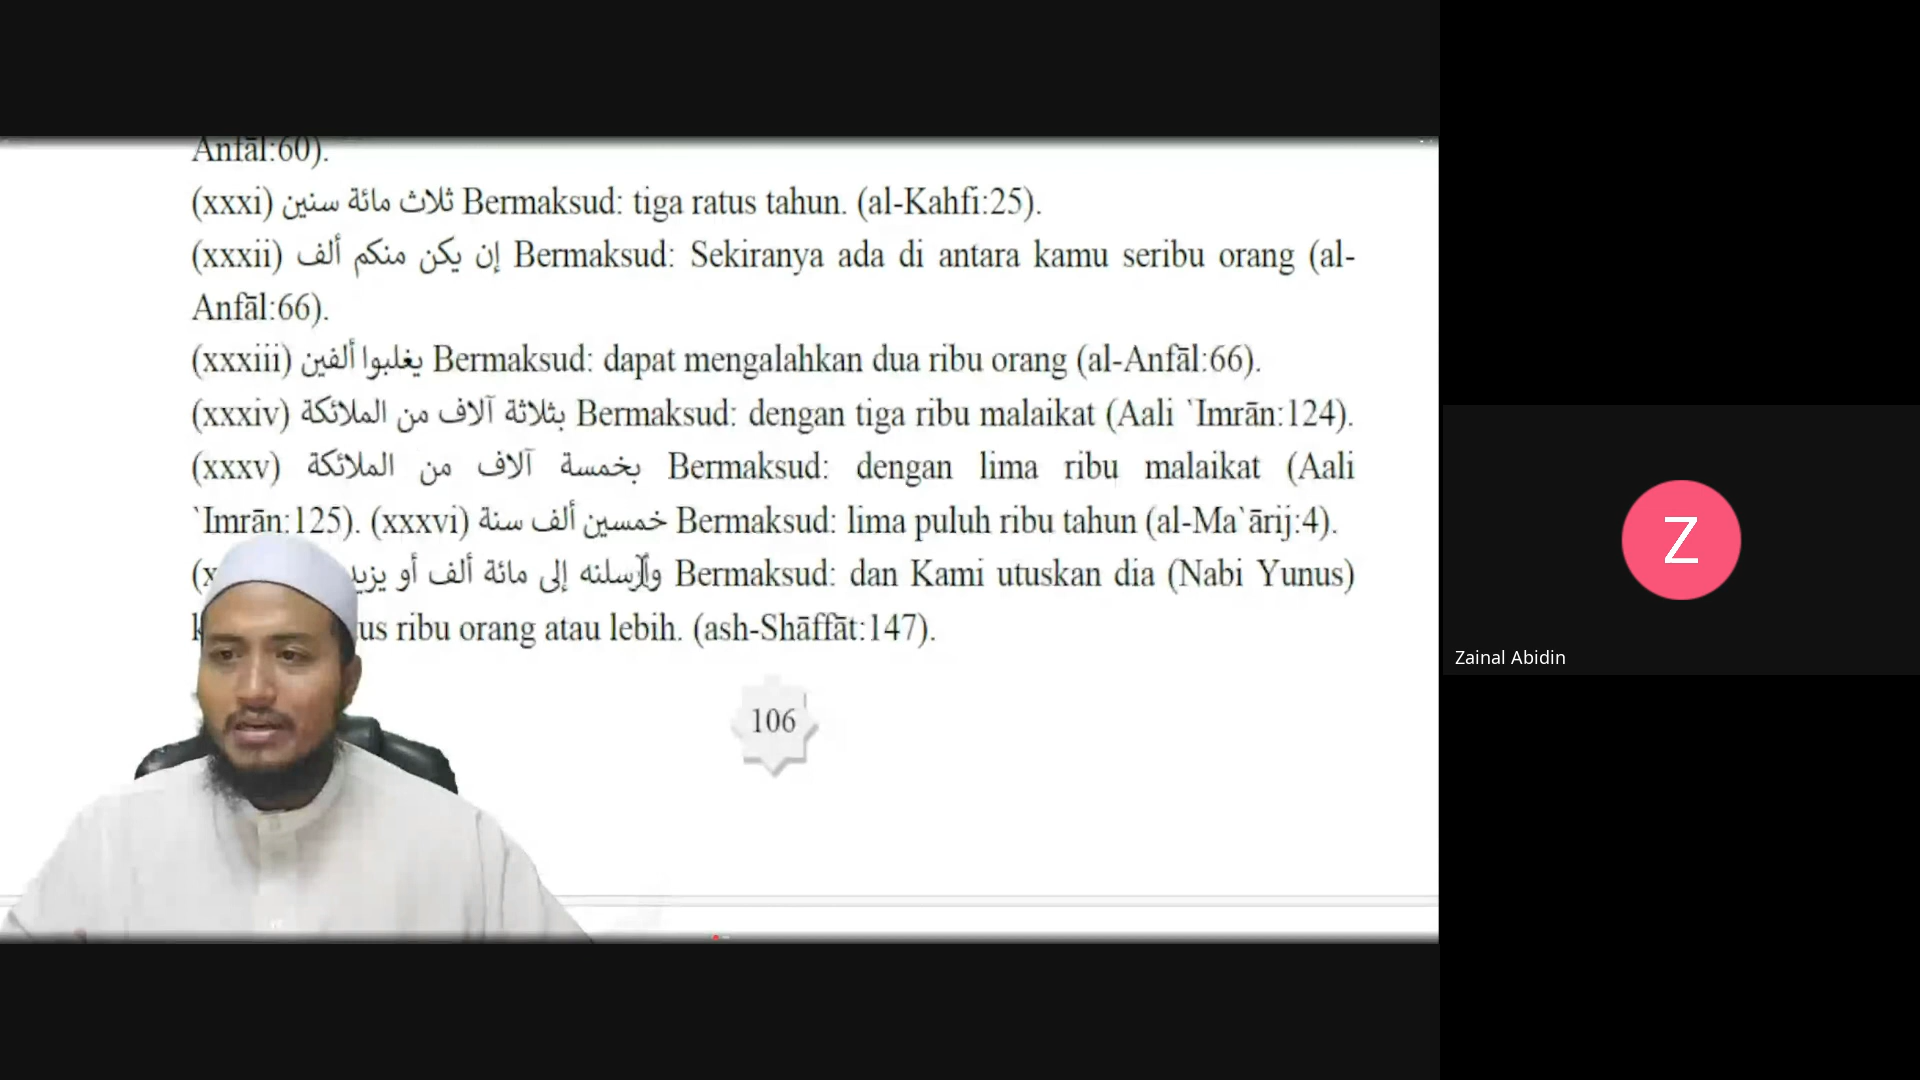 Anfāl:60).
(xxxi) ثلاث مائة سنين Bermaksud: tiga ratus tahun. (al-Kahfi:25).
(xxxii) إن يكن منكم ألف Bermaksud: Sekiranya ada di antara kamu seribu orang (al-
Anfāl:66).
(xxxiii) يغلبوا ألفين Bermaksud: dapat mengalahkan dua ribu orang (al-Anfāl:66).
(xxxiv) بثلاثة آلاف من الملائكة Bermaksud: dengan tiga ribu malaikat (Aali `Imrān:124).
(xxxv) بخمسة آلاف من الملائكة Bermaksud: dengan lima ribu malaikat (Aali
`Imrān:125). (xxxvi) خمسين ألف سنة Bermaksud: lima puluh ribu tahun (al-Ma`ārij:4).
وأرسلنه إلى مائة ألف أو Bermaksud: dan Kami utuskan dia (Nabi Yunus)
ribu orang atau lebih. (ash-Shāffāt:147).
106
Z
Zainal Abidin